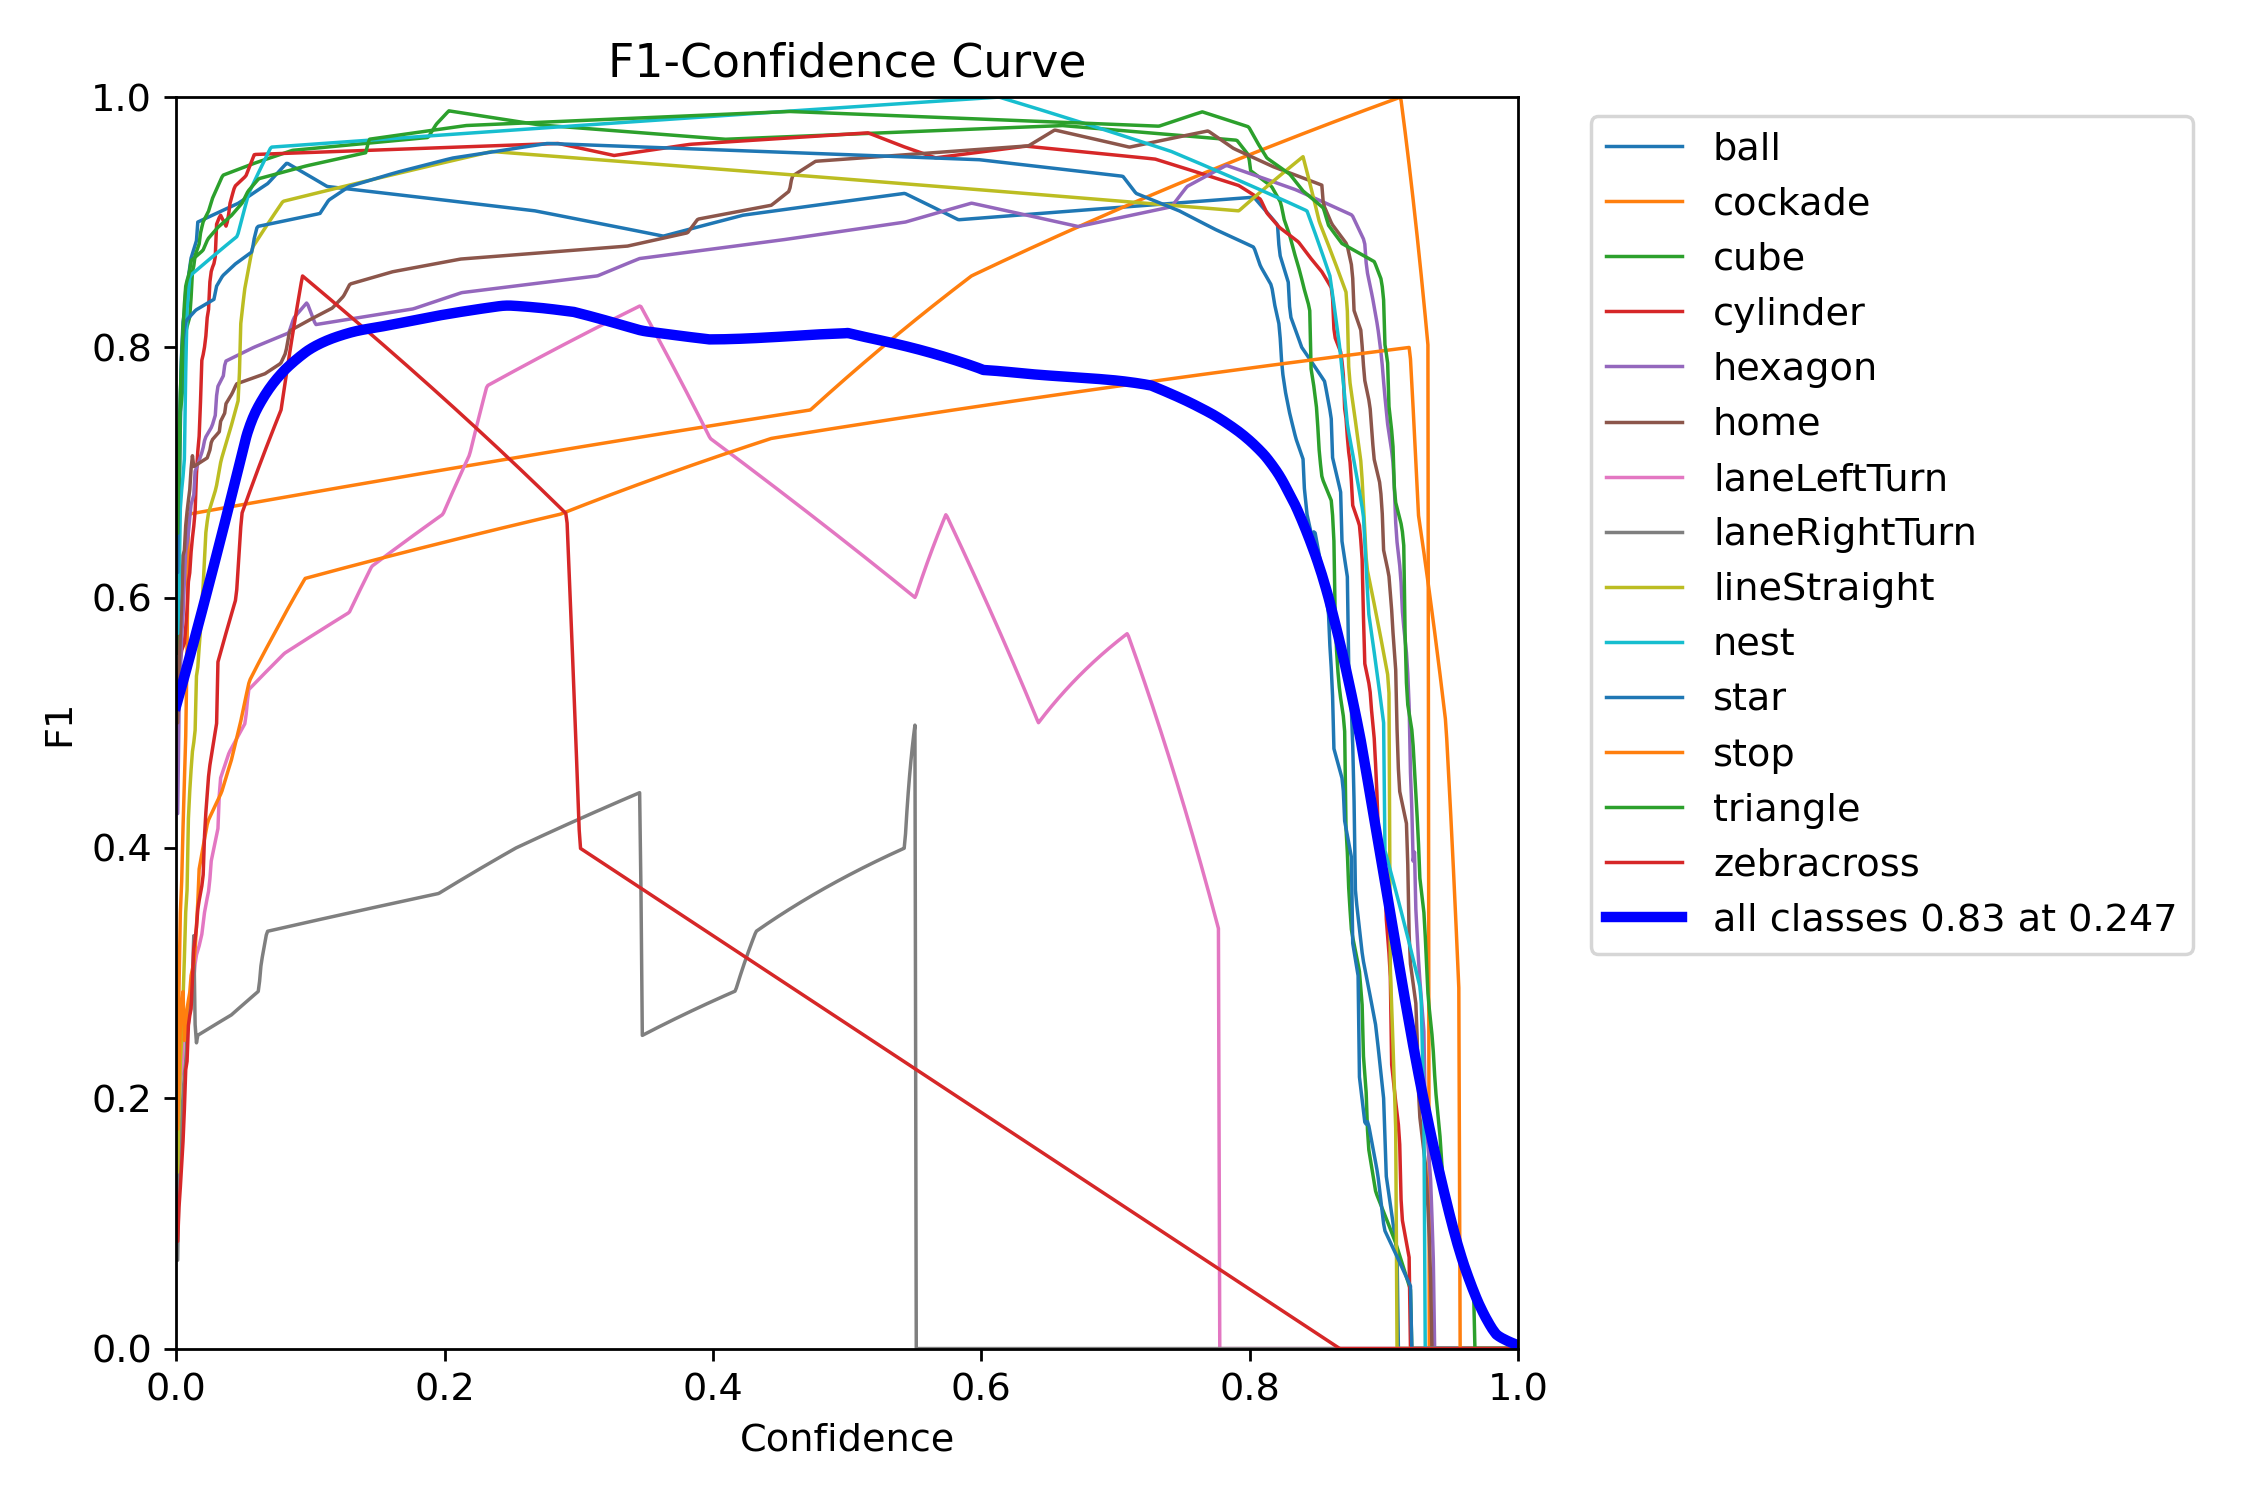 F1-Confidence Curve
1.0
0.8
0.6
0.4
0.2
0.0
F1
0.0 0.2 0.4 0.6 0.8 1.0
Confidence
ball
cockade
cube
cylinder
hexagon
home
laneLeftTurn
laneRightTurn
lineStraight
nest
star
stop
triangle
zebracross
all classes 0.83 at 0.247